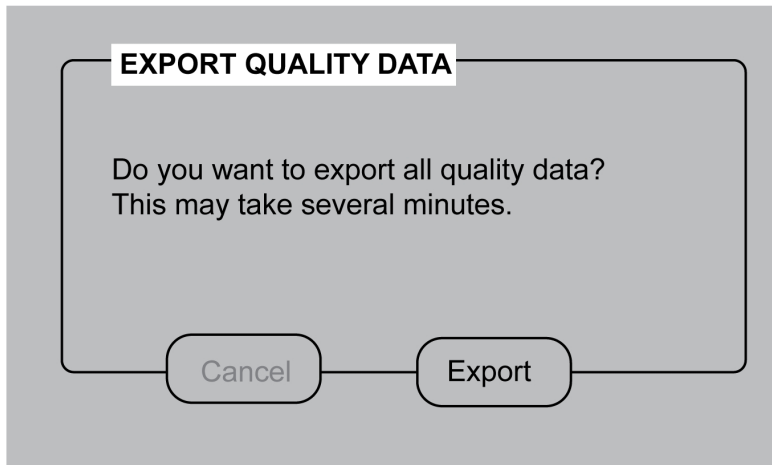 EXPORT QUALITY DATA
Do you want to export all quality data?
This may take several minutes.
Cancel
Export